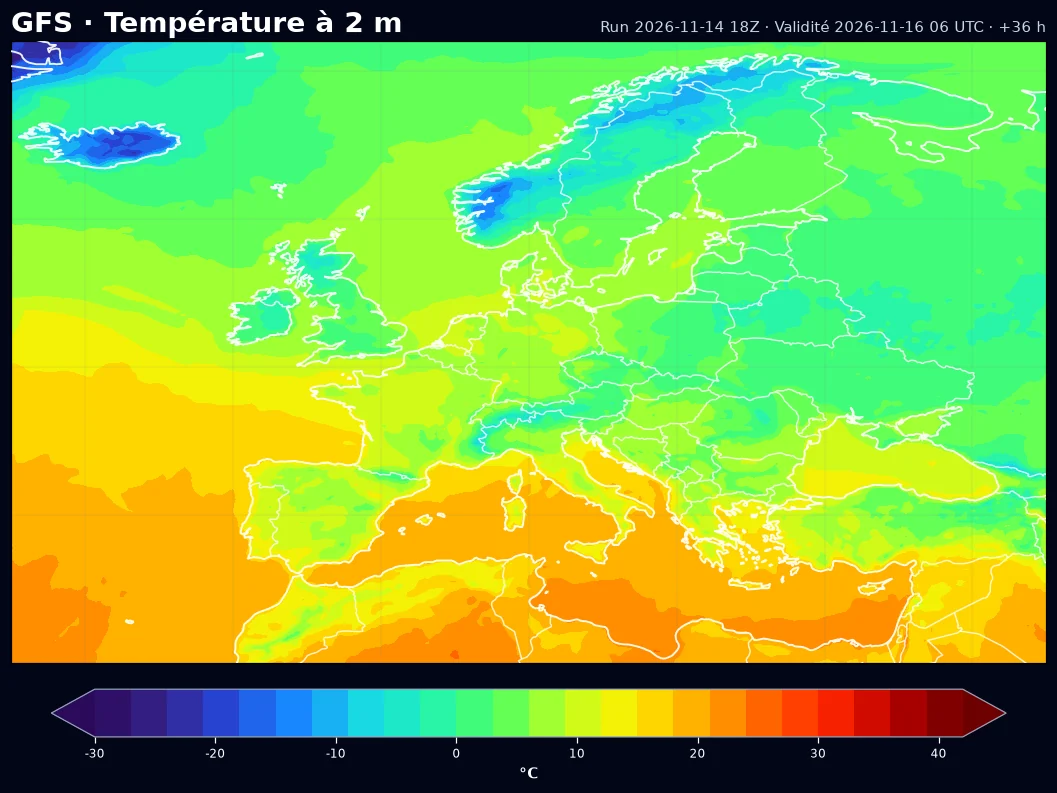 GFS · Température à 2 m
Run 2026-11-14 18Z · Validité 2026-11-16 06 UTC · +36 h
-30 -20 -10 0 10 20 30 40
°C